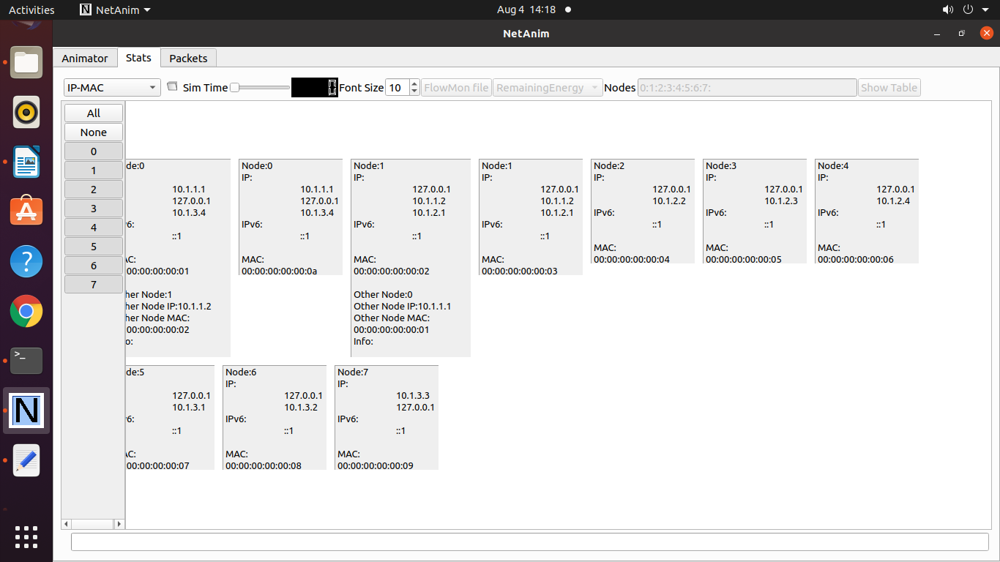 Activities
NetAnim
Aug 4 14:18
NetAnim
Animator
Stats
Packets
IP-MAC
Sim Time
0
Font Size
10
FlowMon file
RemainingEnergy
Nodes
0:1:2:3:4:5:6:7:
Show Table
All
None
0
1
2
3
4
5
6
7
de:0
10.1.1.1
127.0.0.1
10.1.3.4
v6:
::1
AC:
00:00:00:00:01
her Node:1
her Node IP:10.1.1.2
her Node MAC:
00:00:00:00:02
o:
Node:0
IP:
10.1.1.1
127.0.0.1
10.1.3.4
IPv6:
::1
MAC:
00:00:00:00:00:0a
Node:1
IP:
127.0.0.1
10.1.1.2
10.1.2.1
IPv6:
::1
MAC:
00:00:00:00:00:02
Other Node:0
Other Node IP:10.1.1.1
Other Node MAC:
00:00:00:00:00:01
Info:
Node:1
IP:
127.0.0.1
10.1.1.2
10.1.2.1
IPv6:
::1
MAC:
00:00:00:00:00:03
Node:2
IP:
127.0.0.1
10.1.2.2
IPv6:
::1
MAC:
00:00:00:00:00:04
Node:3
IP:
127.0.0.1
10.1.2.3
IPv6:
::1
MAC:
00:00:00:00:00:05
Node:4
IP:
127.0.0.1
10.1.2.4
IPv6:
::1
MAC:
00:00:00:00:00:06
de:5
127.0.0.1
10.1.3.1
v6:
::1
AC:
00:00:00:00:07
Node:6
IP:
127.0.0.1
10.1.3.2
IPv6:
::1
MAC:
00:00:00:00:00:08
Node:7
IP:
10.1.3.3
127.0.0.1
IPv6:
::1
MAC:
00:00:00:00:00:09